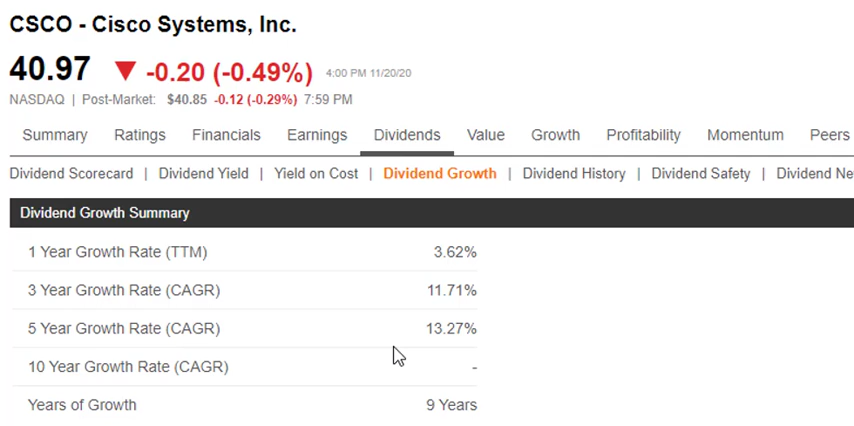 CSCO - Cisco Systems, Inc.
40.97 ▼ -0.20 (-0.49%) 4:00 PM 11/20/20
NASDAQ | Post-Market: $40.85 -0.12 (-0.29%) 7:59 PM
Summary Ratings Financials Earnings Dividends Value Growth Profitability Momentum Peers
Dividend Scorecard | Dividend Yield | Yield on Cost | Dividend Growth | Dividend History | Dividend Safety | Dividend Ne
Dividend Growth Summary
1 Year Growth Rate (TTM) 3.62%
3 Year Growth Rate (CAGR) 11.71%
5 Year Growth Rate (CAGR) 13.27%
10 Year Growth Rate (CAGR) -
Years of Growth 9 Years